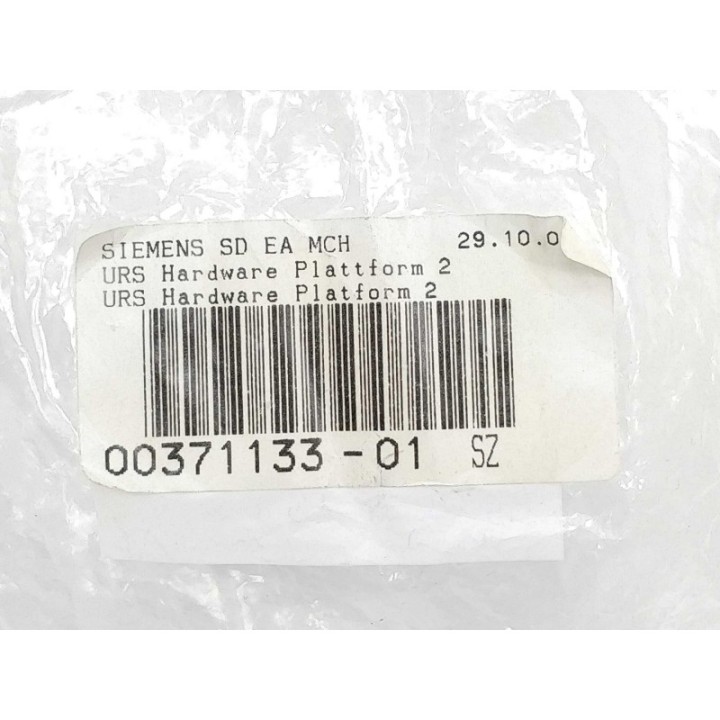 SIEMENS SD EA MCH 29.10.0
URS Hardware Plattform 2
URS Hardware Platform 2
00371133-01 SZ